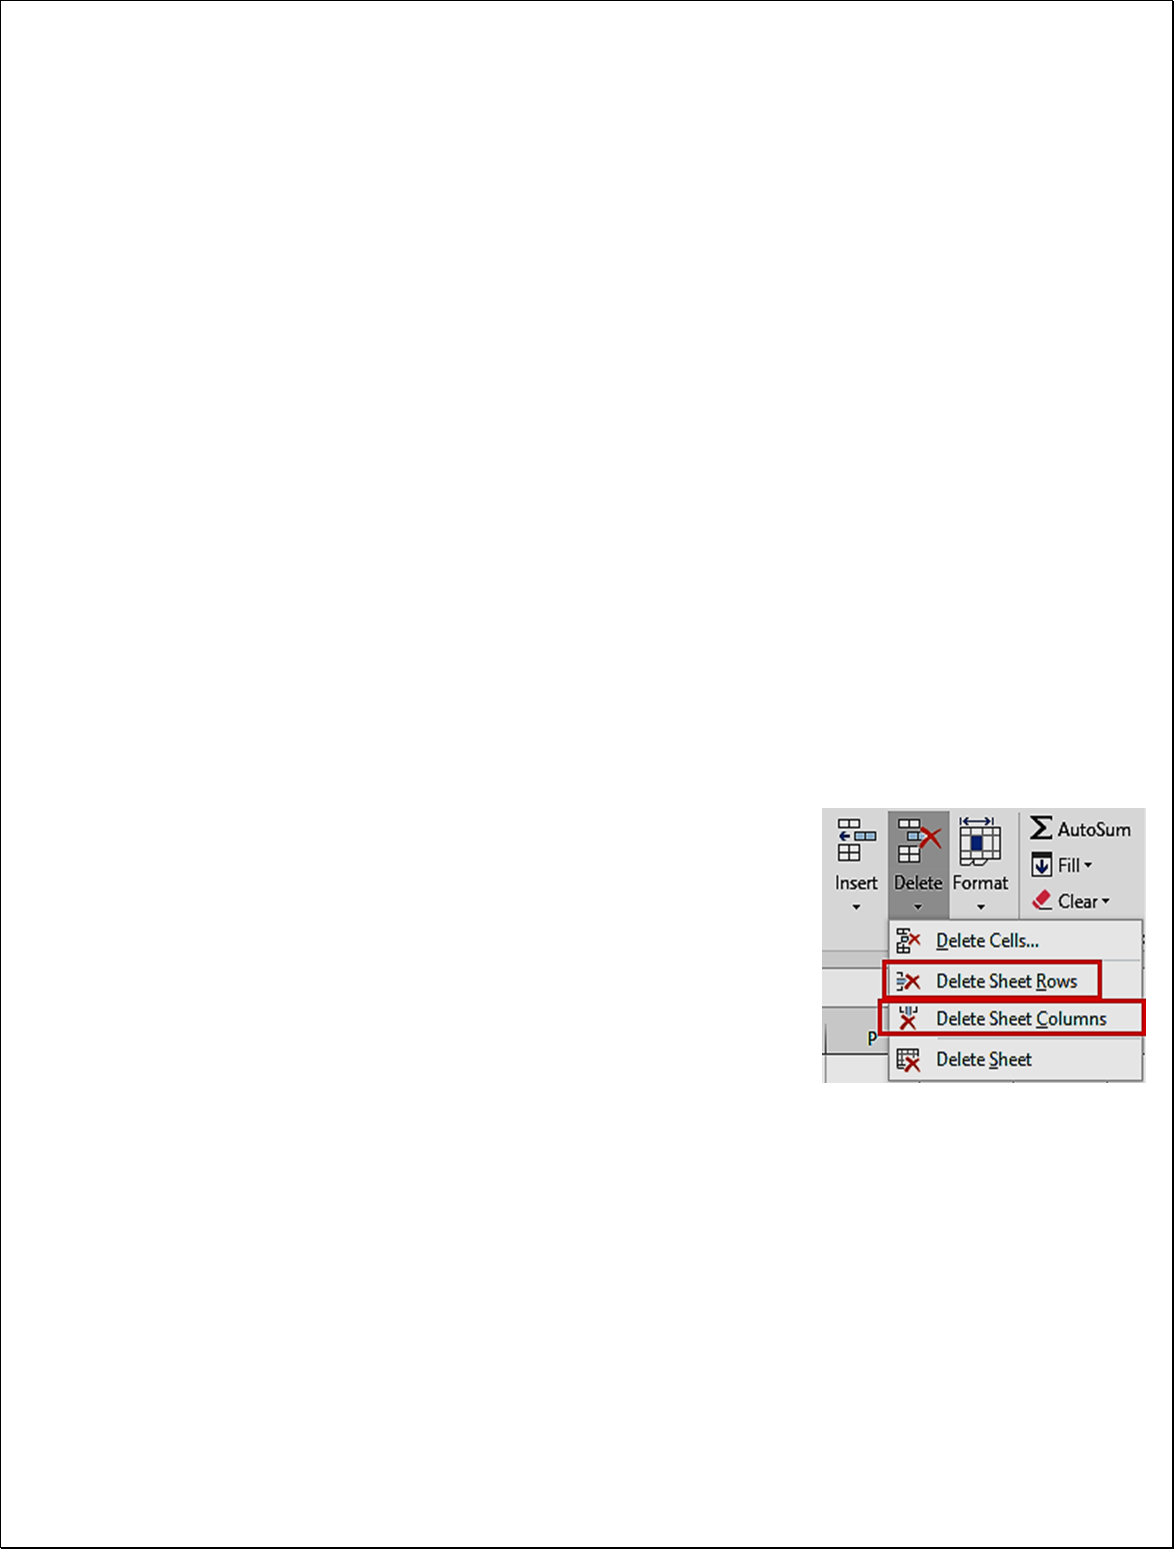 AutoSum
Fill
Insert Delete Format
Clear
Delete Cells...
Delete Sheet Rows
Delete Sheet Columns
P
Delete Sheet